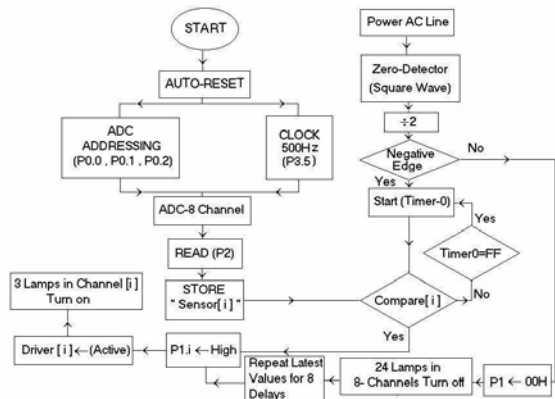 START
AUTO-RESET
ADC
ADDRESSING
(P0.0 , P0.1 , P0.2)
CLOCK
500Hz
(P3.5)
ADC-8 Channel
READ (P2)
STORE
" Sensor[ i ] "
Power AC Line
Zero-Detector
(Square Wave)
÷2
Negative
Edge
No
Yes
Start (Timer-0)
Yes
Timer0=FF
No
Compare[ i ]
Yes
3 Lamps in Channel[ i ]
Turn on
Driver [ i ]←(Active)
P1.i ←High
Repeat Latest
Values for 8
Delays
24 Lamps in
8- Channels Turn off
P1 ← 00H